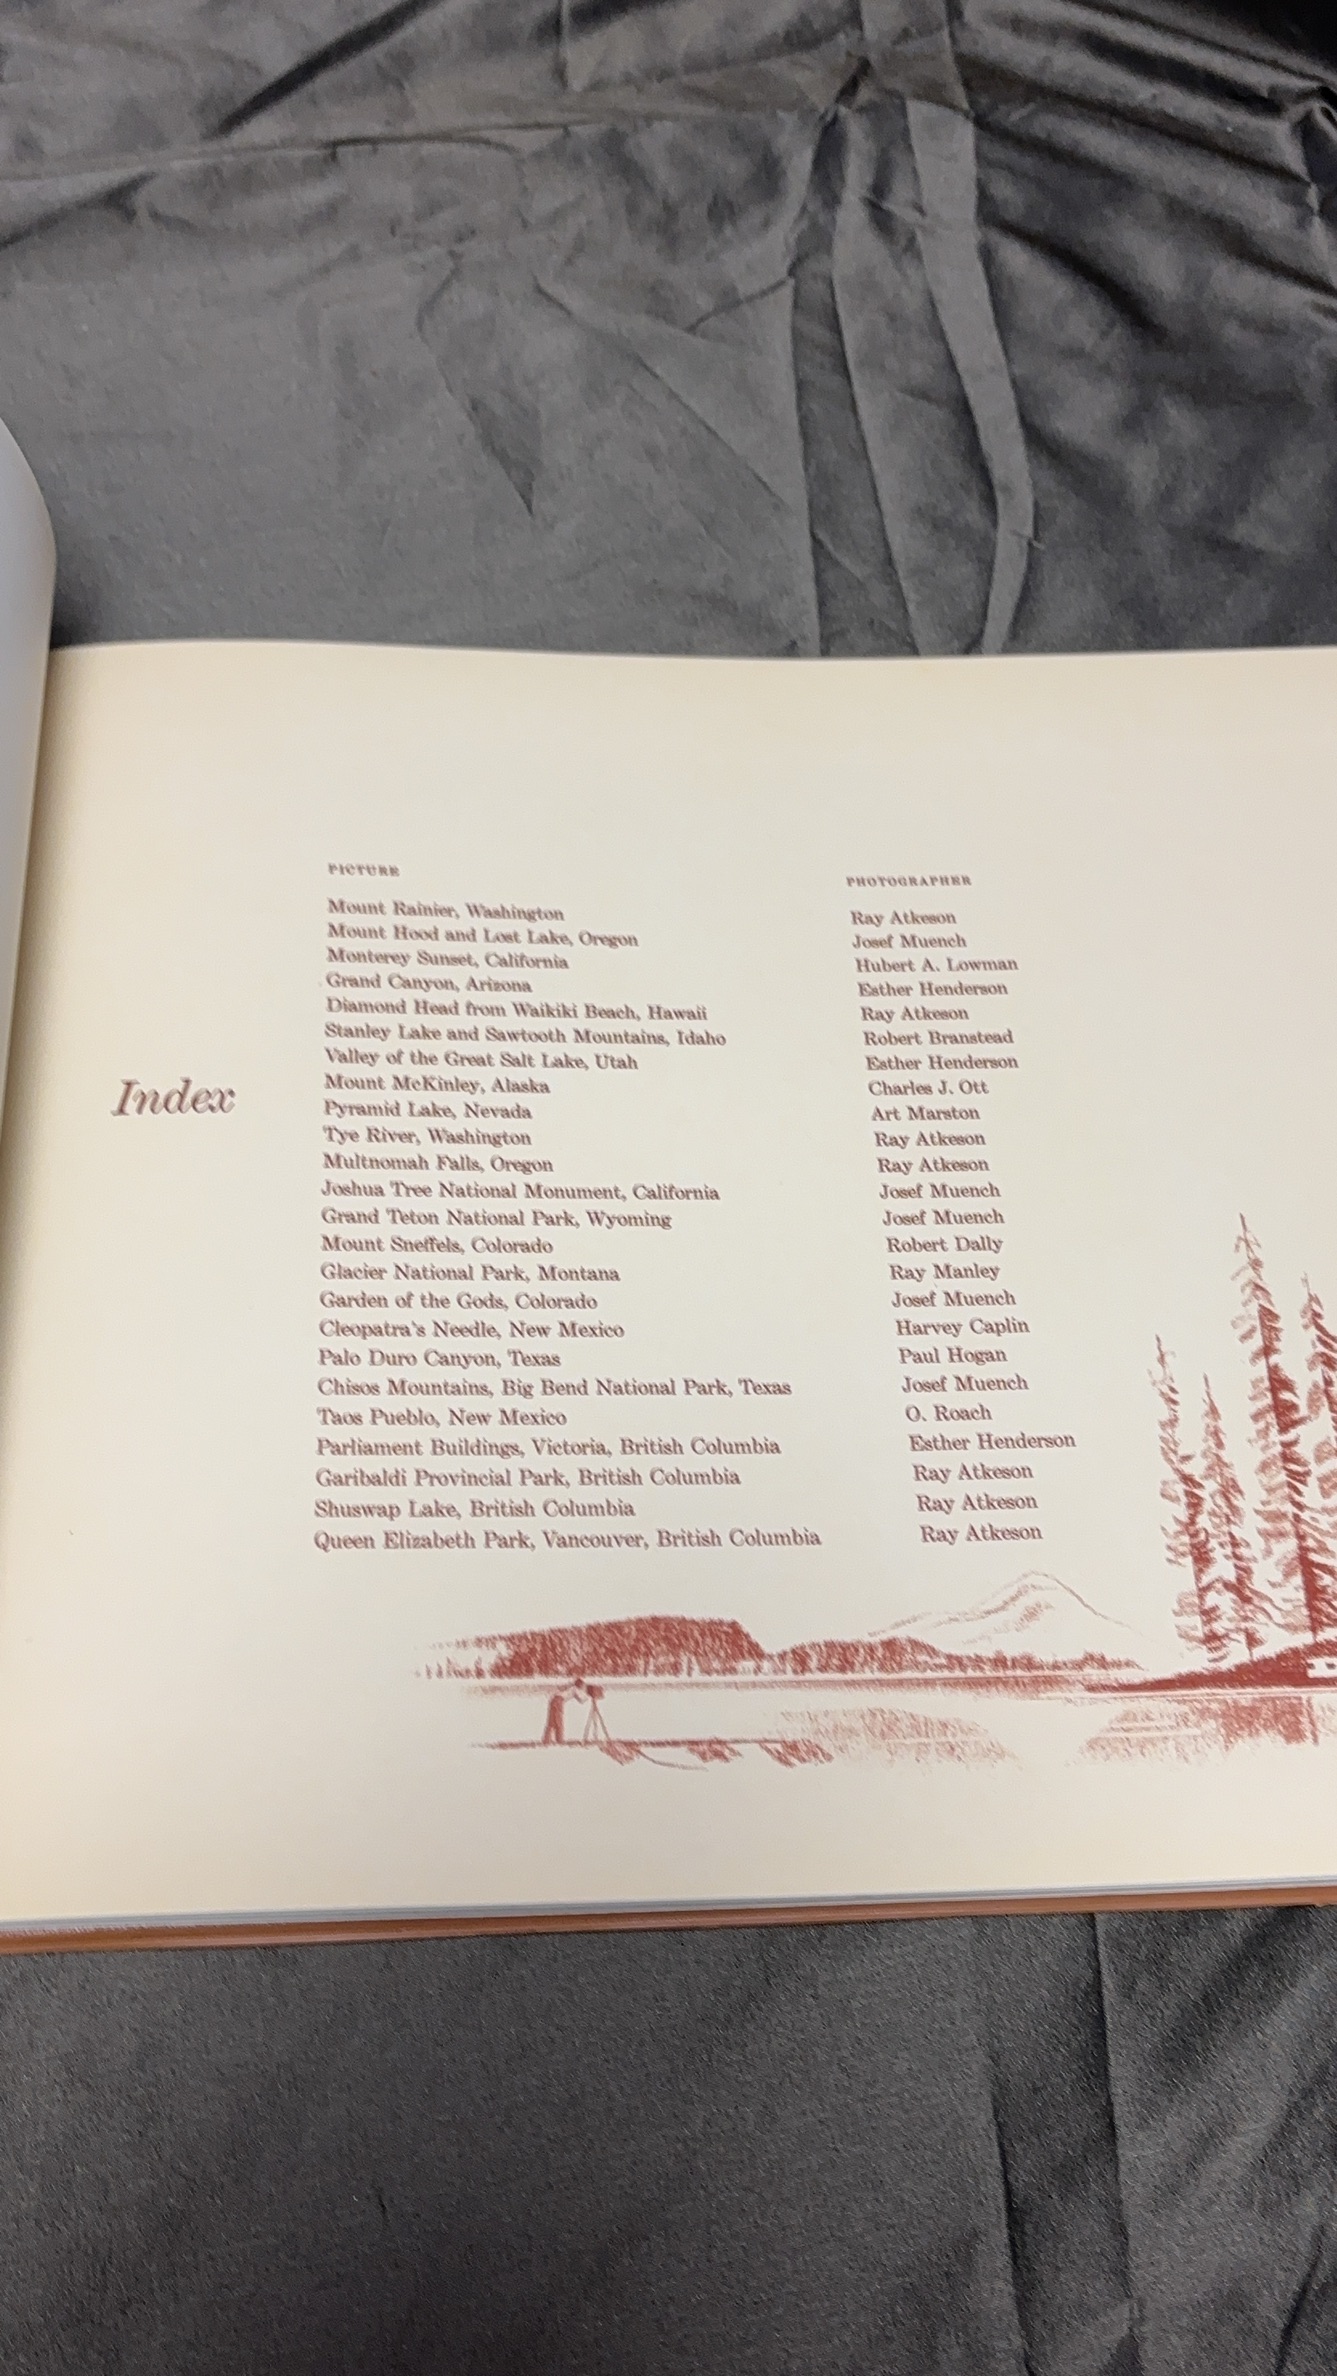 Index
PICTURE PHOTOGRAPHER
Mount Rainier, Washington Ray Atkeson
Mount Hood and Lost Lake, Oregon Josef Muench
Monterey Sunset, California Hubert A. Lowman
Grand Canyon, Arizona Esther Henderson
Diamond Head from Waikiki Beach, Hawaii Ray Atkeson
Stanley Lake and Sawtooth Mountains, Idaho Robert Branstead
Valley of the Great Salt Lake, Utah Esther Henderson
Mount McKinley, Alaska Charles J. Ott
Pyramid Lake, Nevada Art Marston
Tye River, Washington Ray Atkeson
Multnomah Falls, Oregon Ray Atkeson
Joshua Tree National Monument, California Josef Muench
Grand Teton National Park, Wyoming Josef Muench
Mount Sneffels, Colorado Robert Dally
Glacier National Park, Montana Ray Manley
Garden of the Gods, Colorado Josef Muench
Cleopatra's Needle, New Mexico Harvey Caplin
Palo Duro Canyon, Texas Paul Hogan
Chisos Mountains, Big Bend National Park, Texas Josef Muench
Taos Pueblo, New Mexico O. Roach
Parliament Buildings, Victoria, British Columbia Esther Henderson
Garibaldi Provincial Park, British Columbia Ray Atkeson
Shuswap Lake, British Columbia Ray Atkeson
Queen Elizabeth Park, Vancouver, British Columbia Ray Atkeson